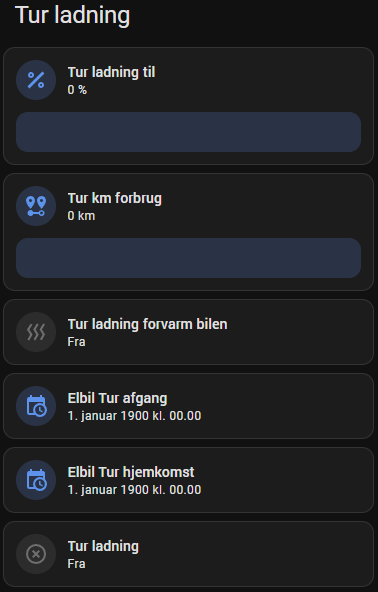 Tur ladning
Tur ladning til
0 %
Tur km forbrug
0 km
Tur ladning forvarm bilen
Fra
Elbil Tur afgang
1. januar 1900 kl. 00.00
Elbil Tur hjemkomst
1. januar 1900 kl. 00.00
Tur ladning
Fra